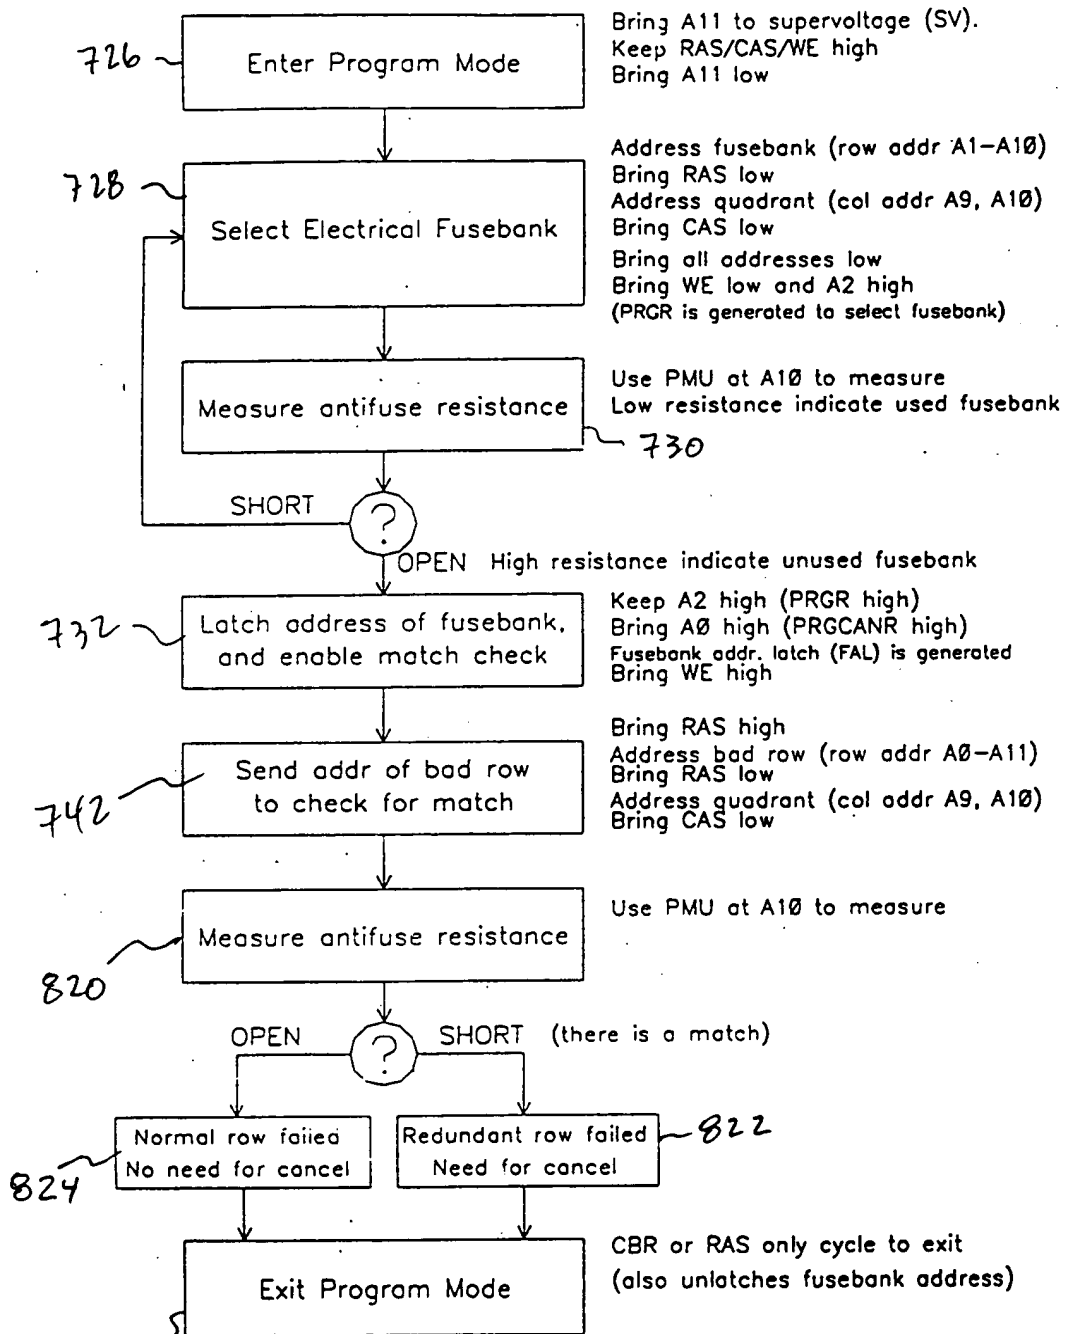 726
Enter Program Mode
Bring A11 to supervoltage (SV).
Keep RAS/CAS/WE high
Bring A11 low
728
Select Electrical Fusebank
Address fusebank (row addr A1-A10)
Bring RAS low
Address quadrant (col addr A9, A10)
Bring CAS low
Bring all addresses low
Bring WE low and A2 high
(PRGR is generated to select fusebank)
Measure antifuse resistance
730
Use PMU at A10 to measure
Low resistance indicate used fusebank
SHORT
?
OPEN High resistance indicate unused fusebank
732
Latch address of fusebank,
and enable match check
Keep A2 high (PRGR high)
Bring A0 high (PRGCANR high)
Fusebank addr. latch (FAL) is generated
Bring WE high
742
Send addr of bad row
to check for match
Bring RAS high
Address bad row (row addr A0-A11)
Bring RAS low
Address quadrant (col addr A9, A10)
Bring CAS low
820
Measure antifuse resistance
Use PMU at A10 to measure
OPEN
?
SHORT (there is a match)
824
Normal row failed
No need for cancel
Redundant row failed
Need for cancel
822
Exit Program Mode
CBR or RAS only cycle to exit
(also unlatches fusebank address)